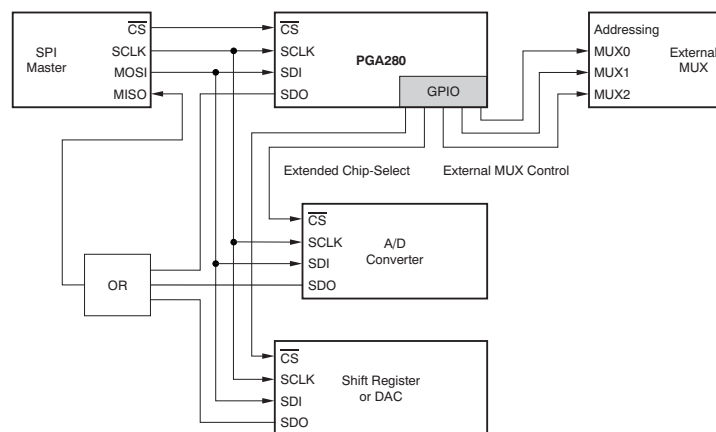 SPI
Master
CS
SCLK
MOSI
MISO
CS
SCLK
SDI
SDO
PGA280
GPIO
Addressing
MUX0
MUX1
MUX2
External
MUX
Extended Chip-Select
External MUX Control
CS
SCLK
SDI
SDO
A/D
Converter
OR
CS
SCLK
SDI
SDO
Shift Register
or DAC